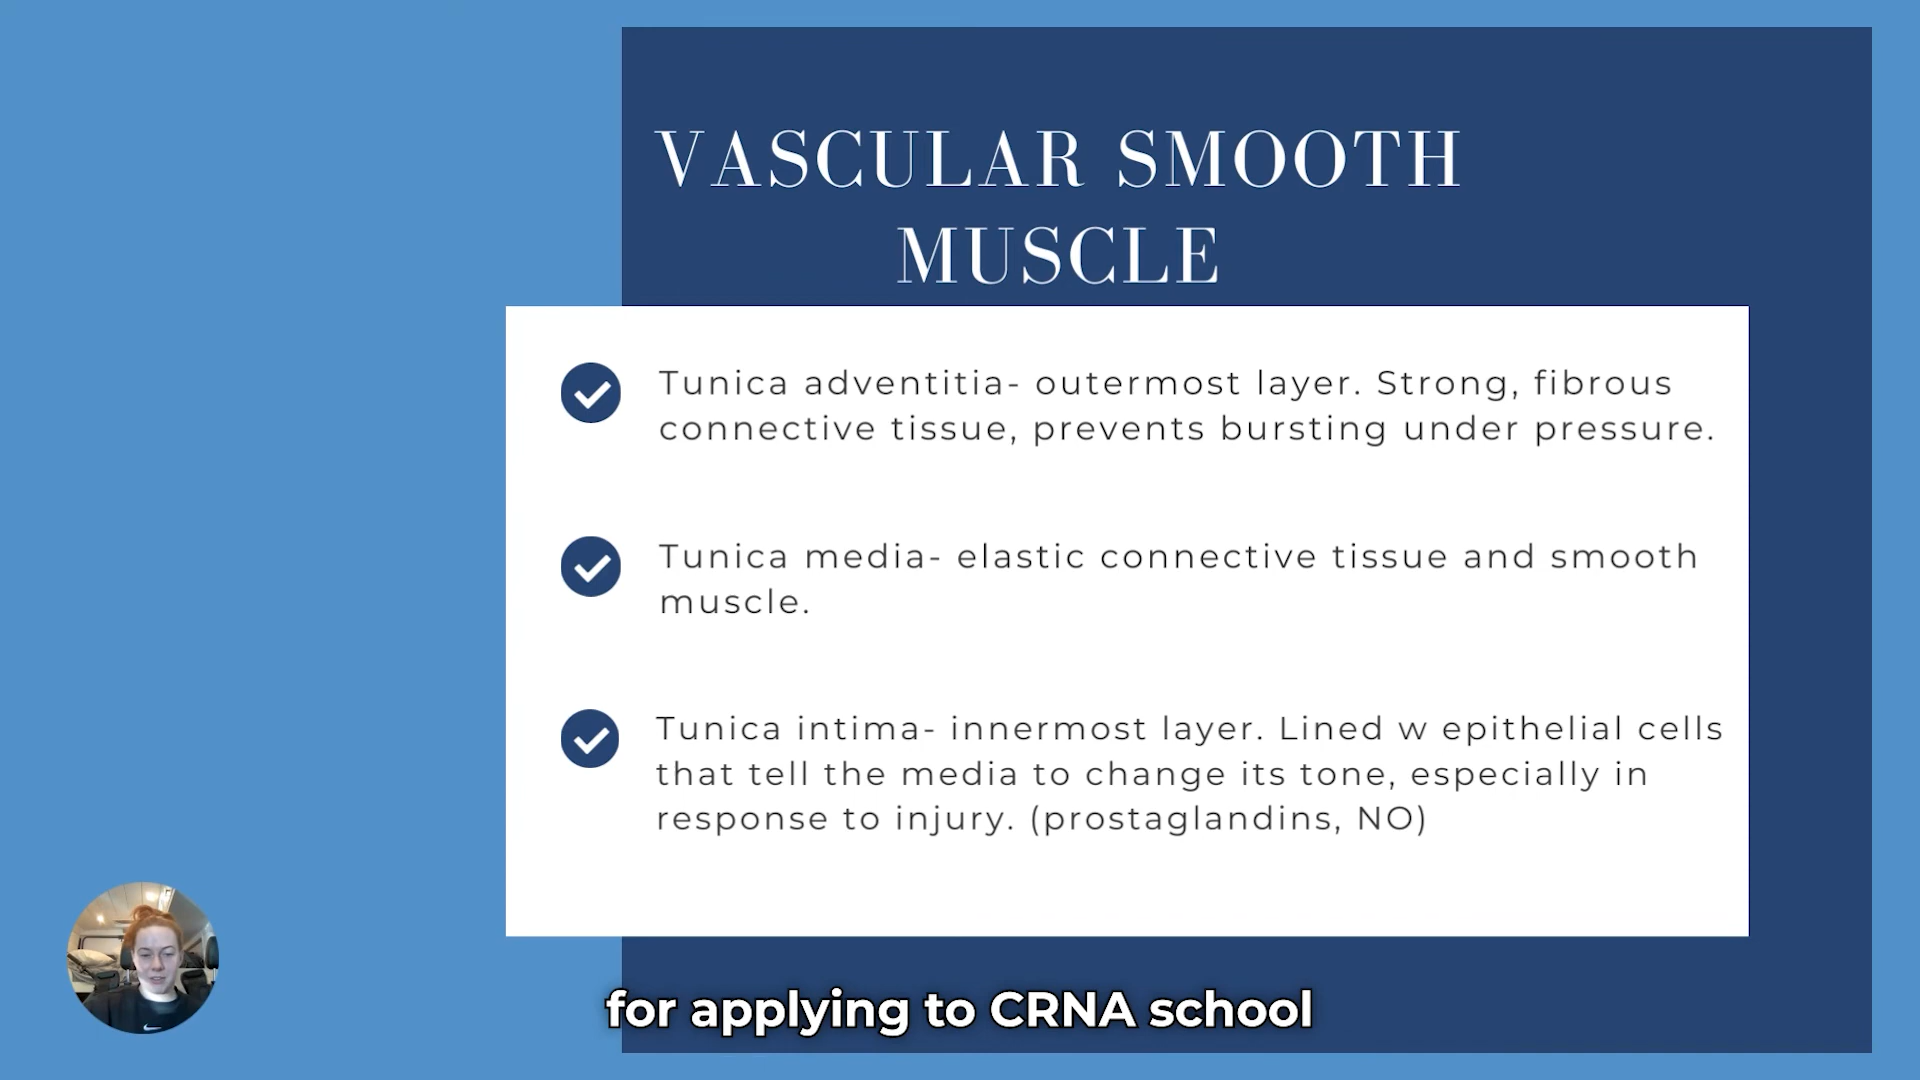 VASCULAR SMOOTH
MUSCLE
Tunica adventitia- outermost layer. Strong, fibrous
connective tissue, prevents bursting under pressure.
Tunica media- elastic connective tissue and smooth
muscle.
Tunica intima- innermost layer. Lined w epithelial cells
that tell the media to change its tone, especially in
response to injury. (prostaglandins, NO)
for applying to CRNA school